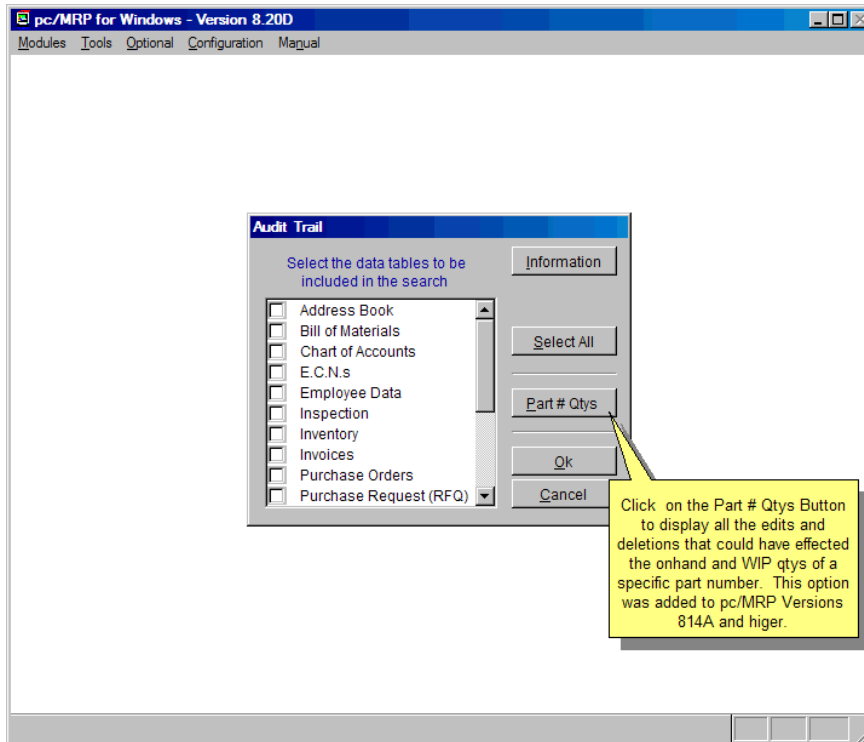 pc/MRP for Windows - Version 8.20D
Modules Tools Optional Configuration Manual
Audit Trail
Select the data tables to be
included in the search
Information
Address Book
Bill of Materials
Chart of Accounts
E.C.N.s
Employee Data
Inspection
Inventory
Invoices
Purchase Orders
Purchase Request (RFQ)
Select All
Part # Qtys
Ok
Cancel
Click on the Part # Qtys Button
to display all the edits and
deletions that could have effected
the onhand and WIP qtys of a
specific part number. This option
was added to pc/MRP Versions
814A and higer.